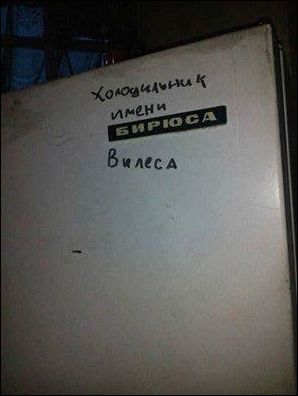 Холодильник
имени
БИРЮСА
Вилеса